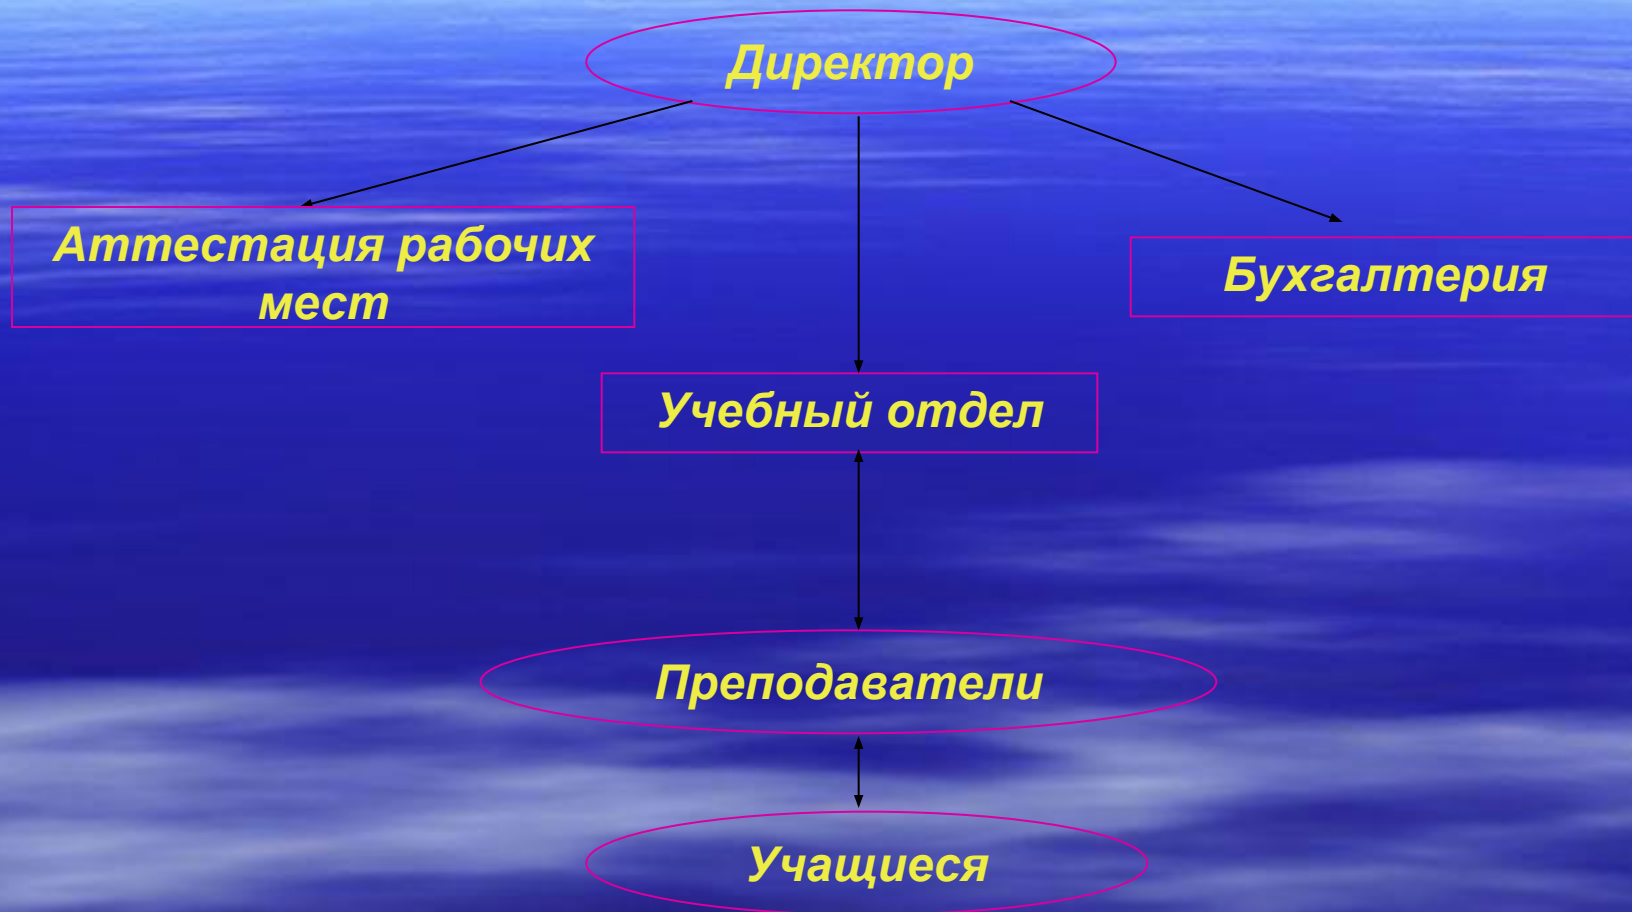 Директор
Аттестация рабочих
мест
Бухгалтерия
Учебный отдел
Преподаватели
Учащиеся